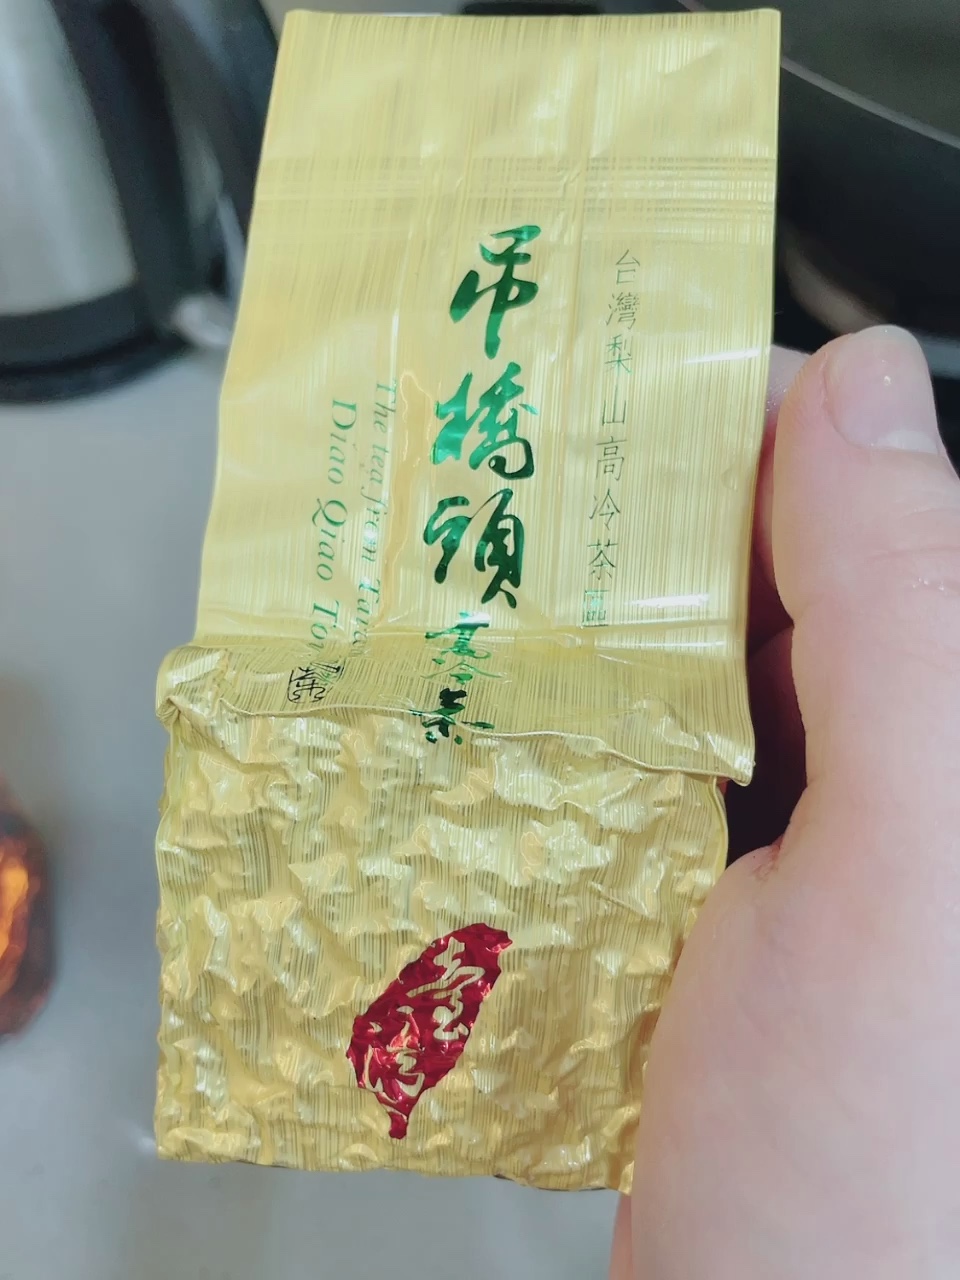 台灣梨山高冷茶區
吊橋頭高冷茶
The tea from Taiwan
Diao Qiao Tou
茶
臺灣